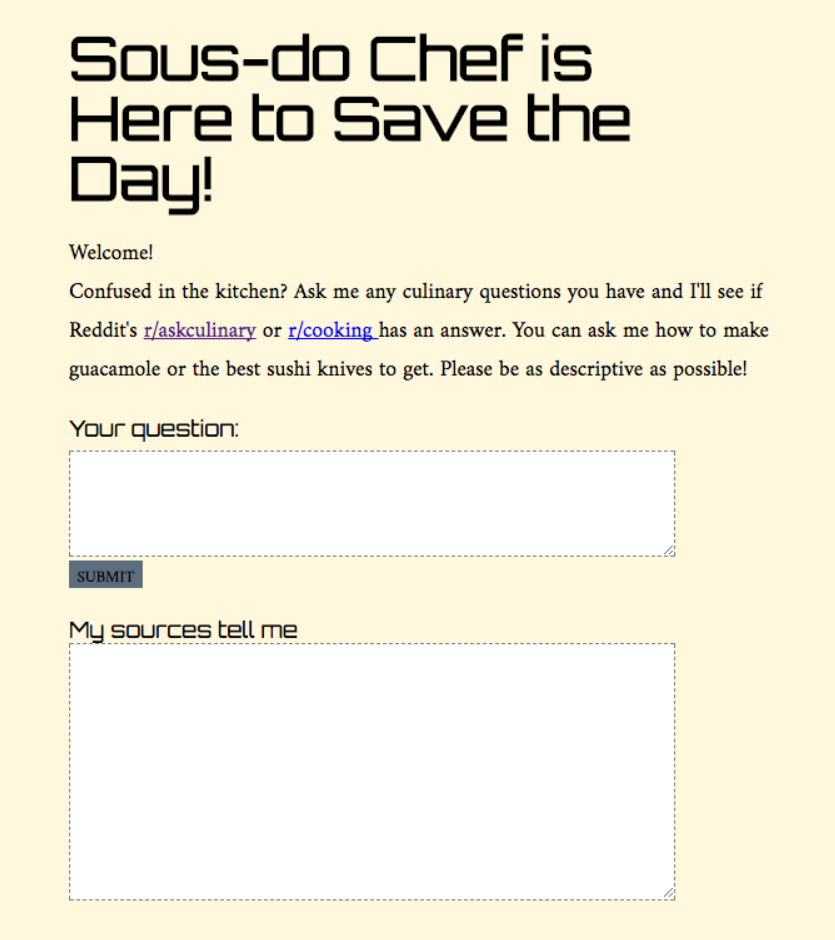 Sous-do Chef is
Here to Save the
Day!
Welcome!
Confused in the kitchen? Ask me any culinary questions you have and I'll see if
Reddit's r/askculinary or r/cooking has an answer. You can ask me how to make
guacamole or the best sushi knives to get. Please be as descriptive as possible!
Your question:
SUBMIT
My sources tell me